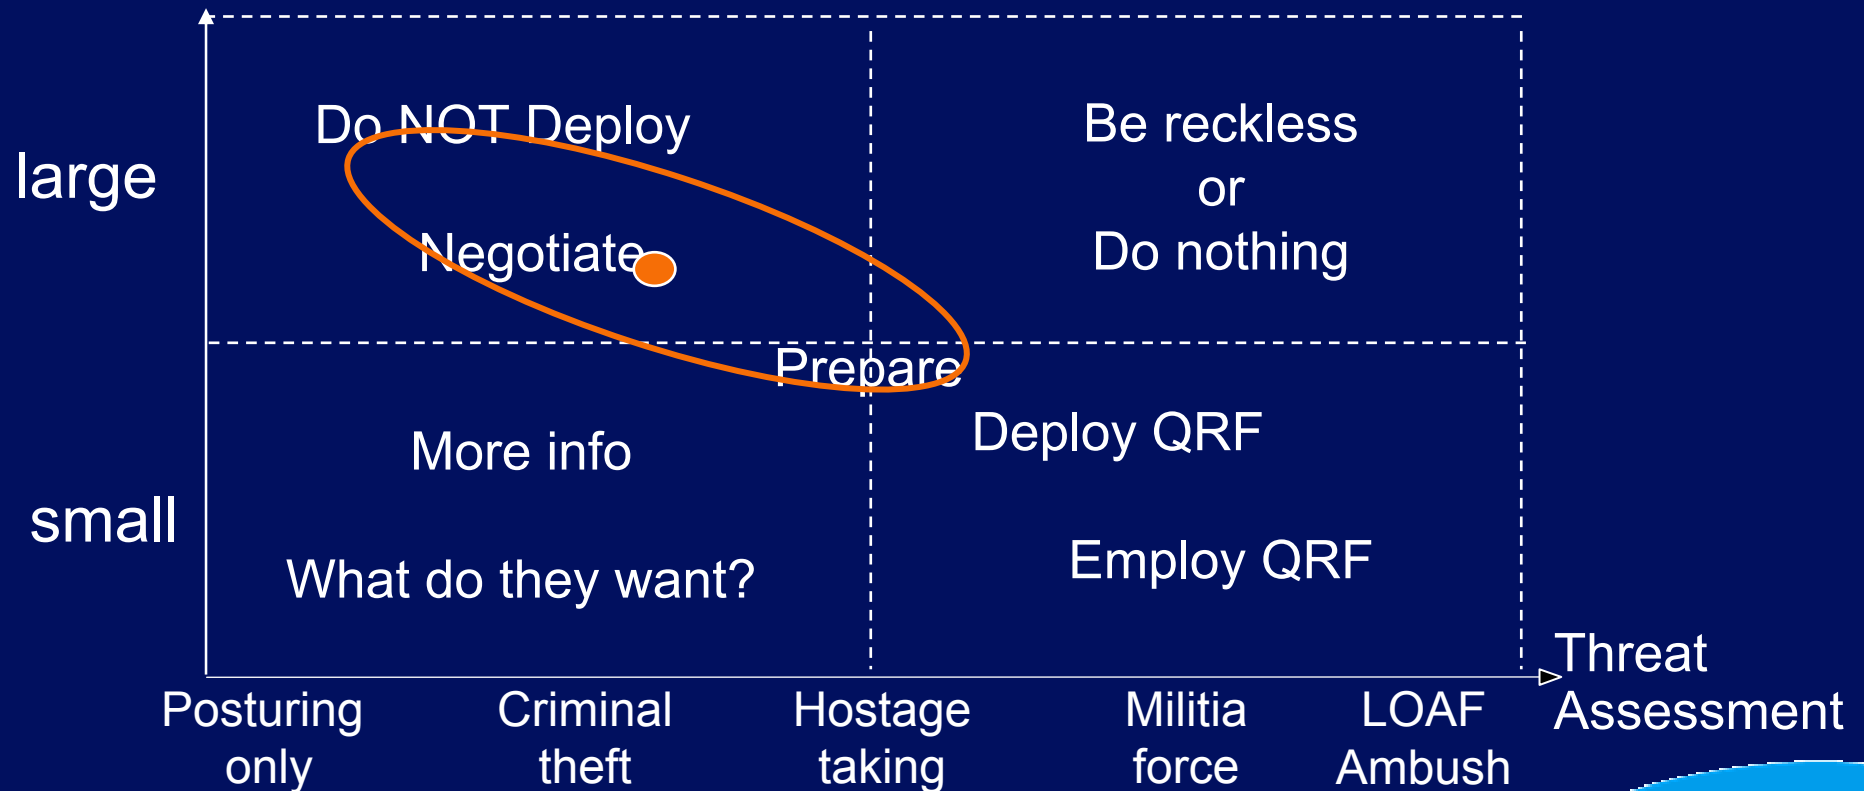 large
Do NOT Deploy
Negotiate
Be reckless
or
Do nothing
Prepare
small
More info
What do they want?
Deploy QRF
Employ QRF
Posturing
only
Criminal
theft
Hostage
taking
Militia
force
LOAF
Ambush
Threat
Assessment